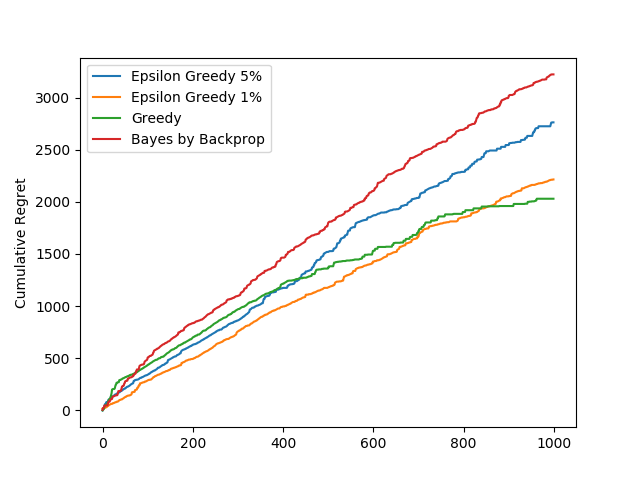 Epsilon Greedy 5%
Epsilon Greedy 1%
Greedy
Bayes by Backprop
Cumulative Regret
3000
2500
2000
1500
1000
500
0
0 200 400 600 800 1000